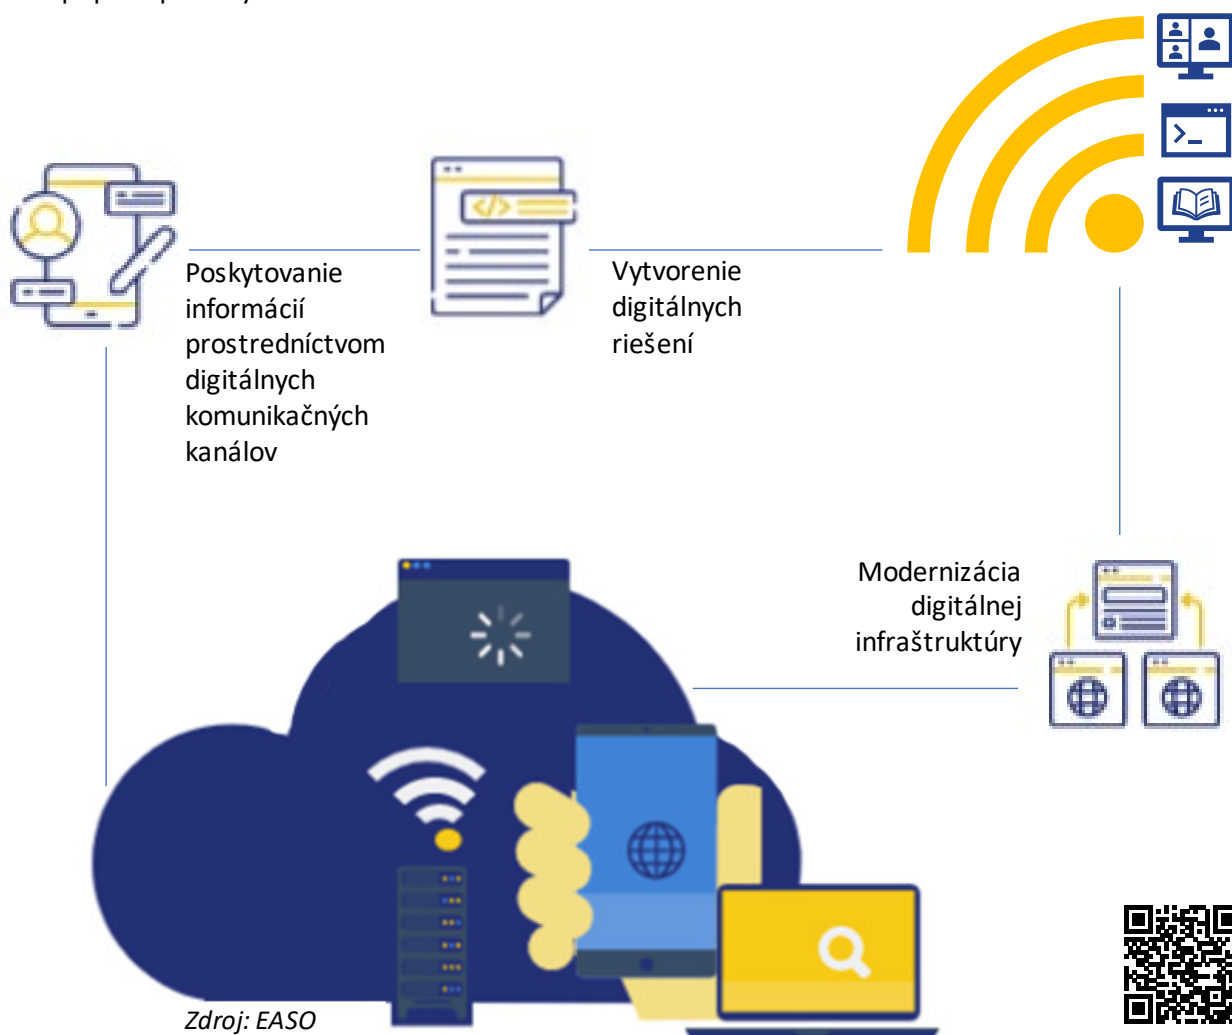 Poskytovanie
informácií
prostredníctvom
digitálnych
komunikačných
kanálov
Vytvorenie
digitálnych
riešení
Modernizácia
digitálnej
infraštruktúry
Zdroj: EASO